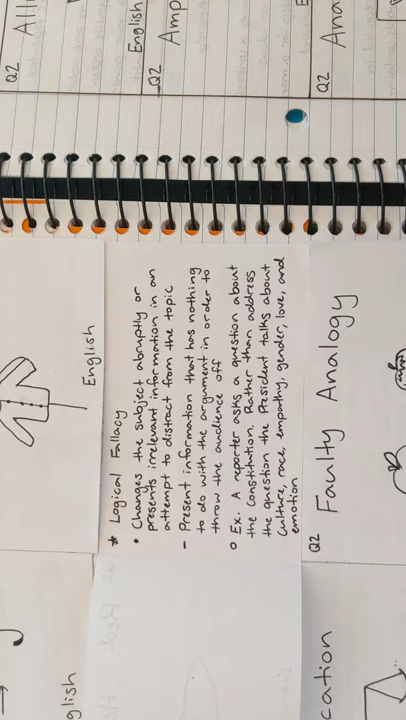 Q2 All
English
Q2 Amp
Q2 Ana
English
* Logical Fallacy
• Changes the subject abruptly or
presents irrelevant information in an
attempt to distract from the topic
- Present information that has nothing
to do with the argument in order to
throw the audience off
o Ex. A reporter asks a question about
the Constitution. Rather than address
the question the President talks about
culture, race, empathy, gender, love, and
emotion
Q2 Faulty Analogy
glish
cation